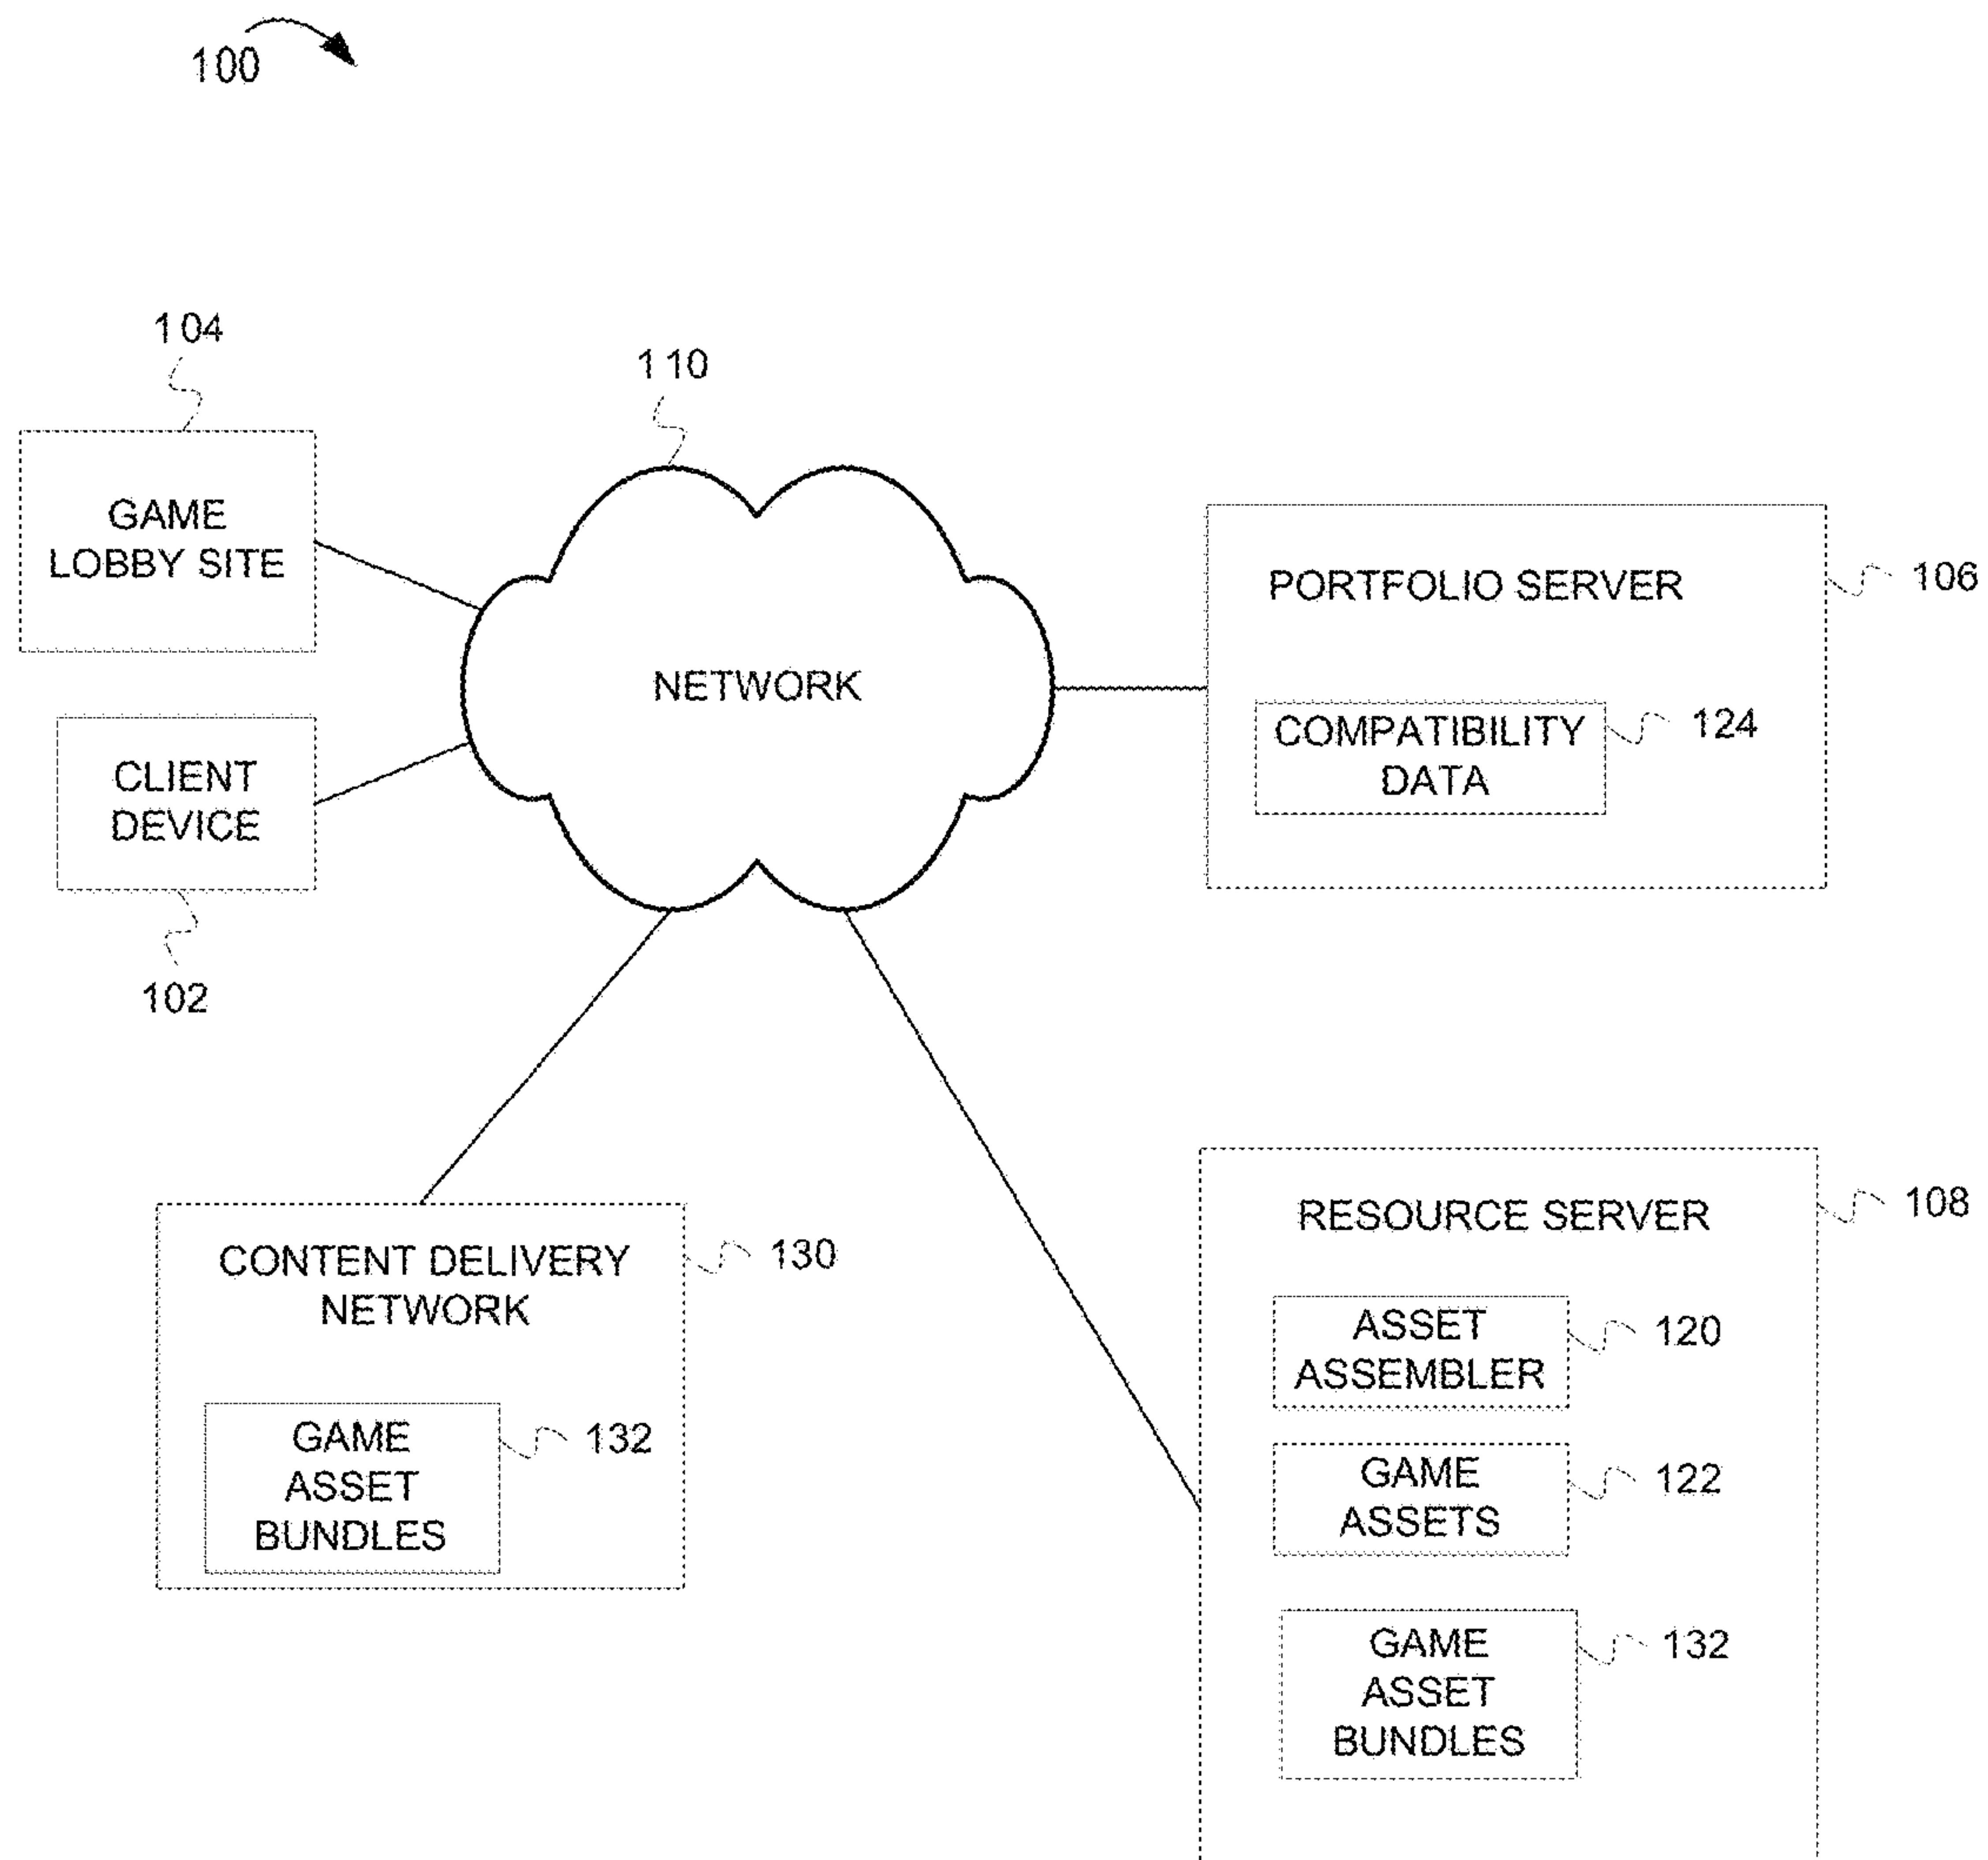 100
104
110
GAME
LOBBY SITE
PORTFOLIO SERVER
106
NETWORK
COMPATIBILITY
DATA
124
CLIENT
DEVICE
102
CONTENT DELIVERY
NETWORK
130
GAME
ASSET
BUNDLES
132
RESOURCE SERVER
108
ASSET
ASSEMBLER
120
GAME
ASSETS
122
GAME
ASSET
BUNDLES
132